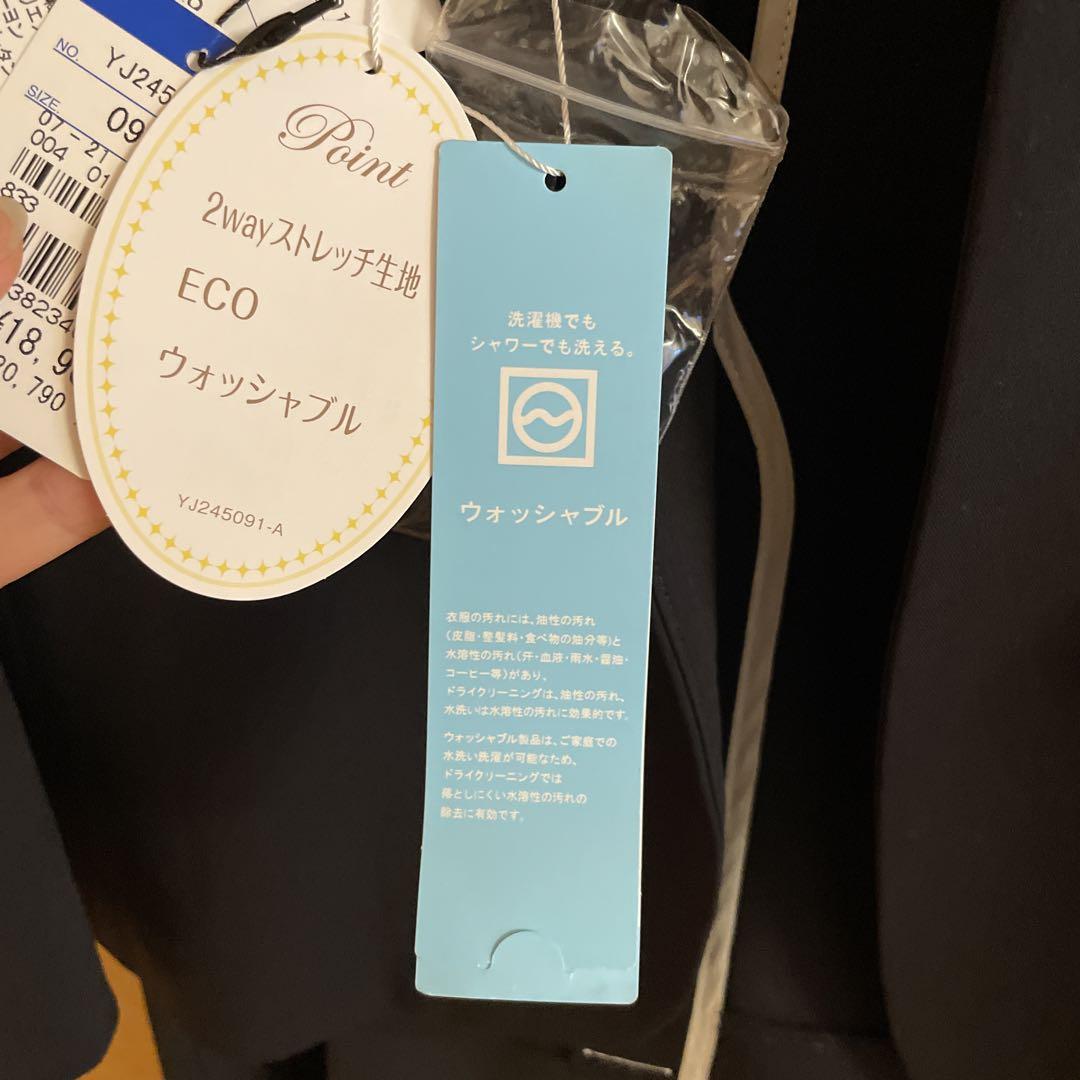 NO.
YJ245
SIZE
09
07-21
004
01
833
38234
¥18,9
20,790
Point
2wayストレッチ生地
ECO
ウォッシャブル
YJ245091-A
洗濯機でも
シャワーでも洗える。
ウォッシャブル
衣服の汚れには、油性の汚れ
(皮脂・整髪料・食べ物の油分等)と
水溶性の汚れ(汗・血液・雨水・醤油・
コーヒー等)があり、
ドライクリーニングは、油性の汚れ、
水洗いは水溶性の汚れに効果的です。
ウォッシャブル製品は、ご家庭での
水洗い洗濯が可能なため、
ドライクリーニングでは
落としにくい水溶性の汚れの
除去に有効です。